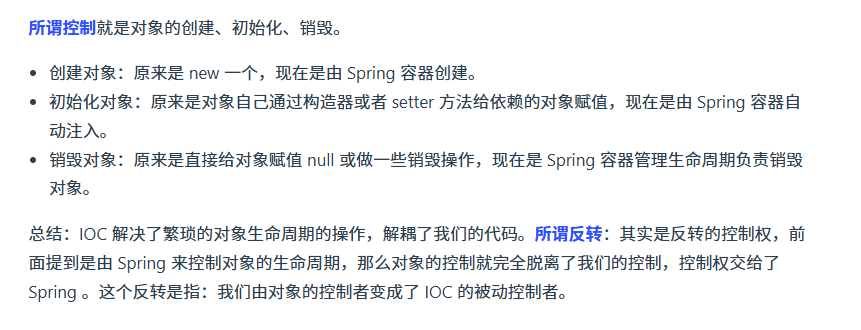 所谓控制就是对象的创建、初始化、销毁。
• 创建对象：原来是 new 一个，现在是由 Spring 容器创建。
• 初始化对象：原来是对象自己通过构造器或者 setter 方法给依赖的对象赋值，现在是由 Spring 容器自
动注入。
• 销毁对象：原来是直接给对象赋值 null 或做一些销毁操作，现在是 Spring 容器管理生命周期负责销毁
对象。
总结：IOC 解决了繁琐的对象生命周期的操作，解耦了我们的代码。所谓反转：其实是反转的控制权，前
面提到是由 Spring 来控制对象的生命周期，那么对象的控制就完全脱离了我们的控制，控制权交给了
Spring 。这个反转是指：我们由对象的控制者变成了 IOC 的被动控制者。